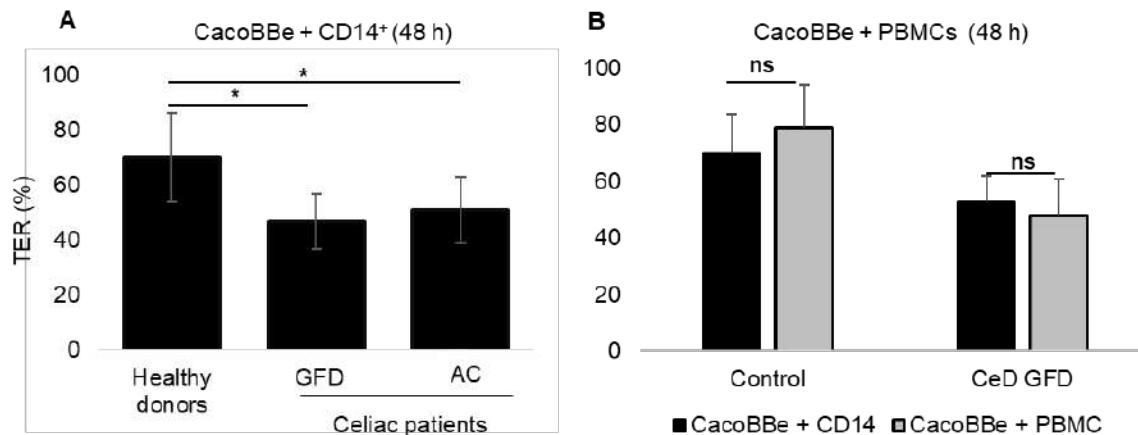 A
CacoBBe + CD14⁺ (48 h)
TER (%)
100
80
60
40
20
0
*
*
Healthy
donors
GFD
AC
Celiac patients
B
CacoBBe + PBMCs (48 h)
100
80
60
40
20
0
ns
ns
Control
CeD GFD
CacoBBe + CD14
CacoBBe + PBMC